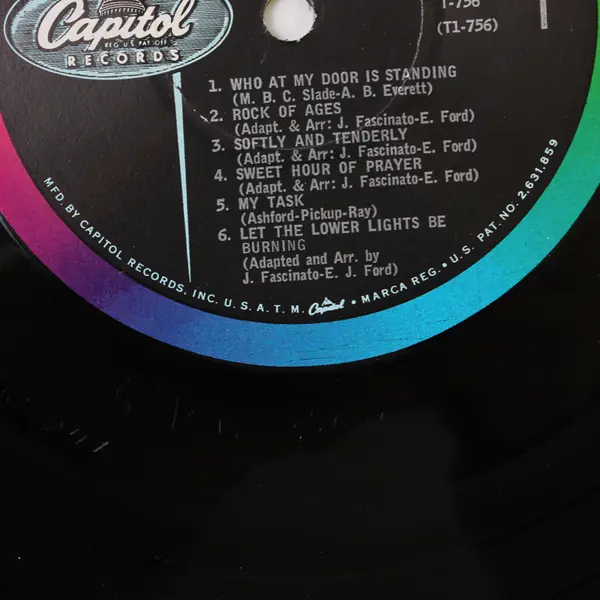 Capitol
REG. U.S. PAT. OFF.
RECORDS
T-756
(T1-756)
1
1. WHO AT MY DOOR IS STANDING
(M. B. C. Slade-A. B. Everett)
2. ROCK OF AGES
(Adapt. & Arr: J. Fascinato-E. Ford)
3. SOFTLY AND TENDERLY
(Adapt. & Arr: J. Fascinato-E. Ford)
4. SWEET HOUR OF PRAYER
(Adapt. & Arr: J. Fascinato-E. Ford)
5. MY TASK
(Ashford-Pickup-Ray)
6. LET THE LOWER LIGHTS BE
BURNING
(Adapted and Arr. by
J. Fascinato-E. J. Ford)
MFD. BY CAPITOL RECORDS, INC. U.S.A. T.M. Capitol • MARCA REG. • U.S. PAT. NO. 2,631,859